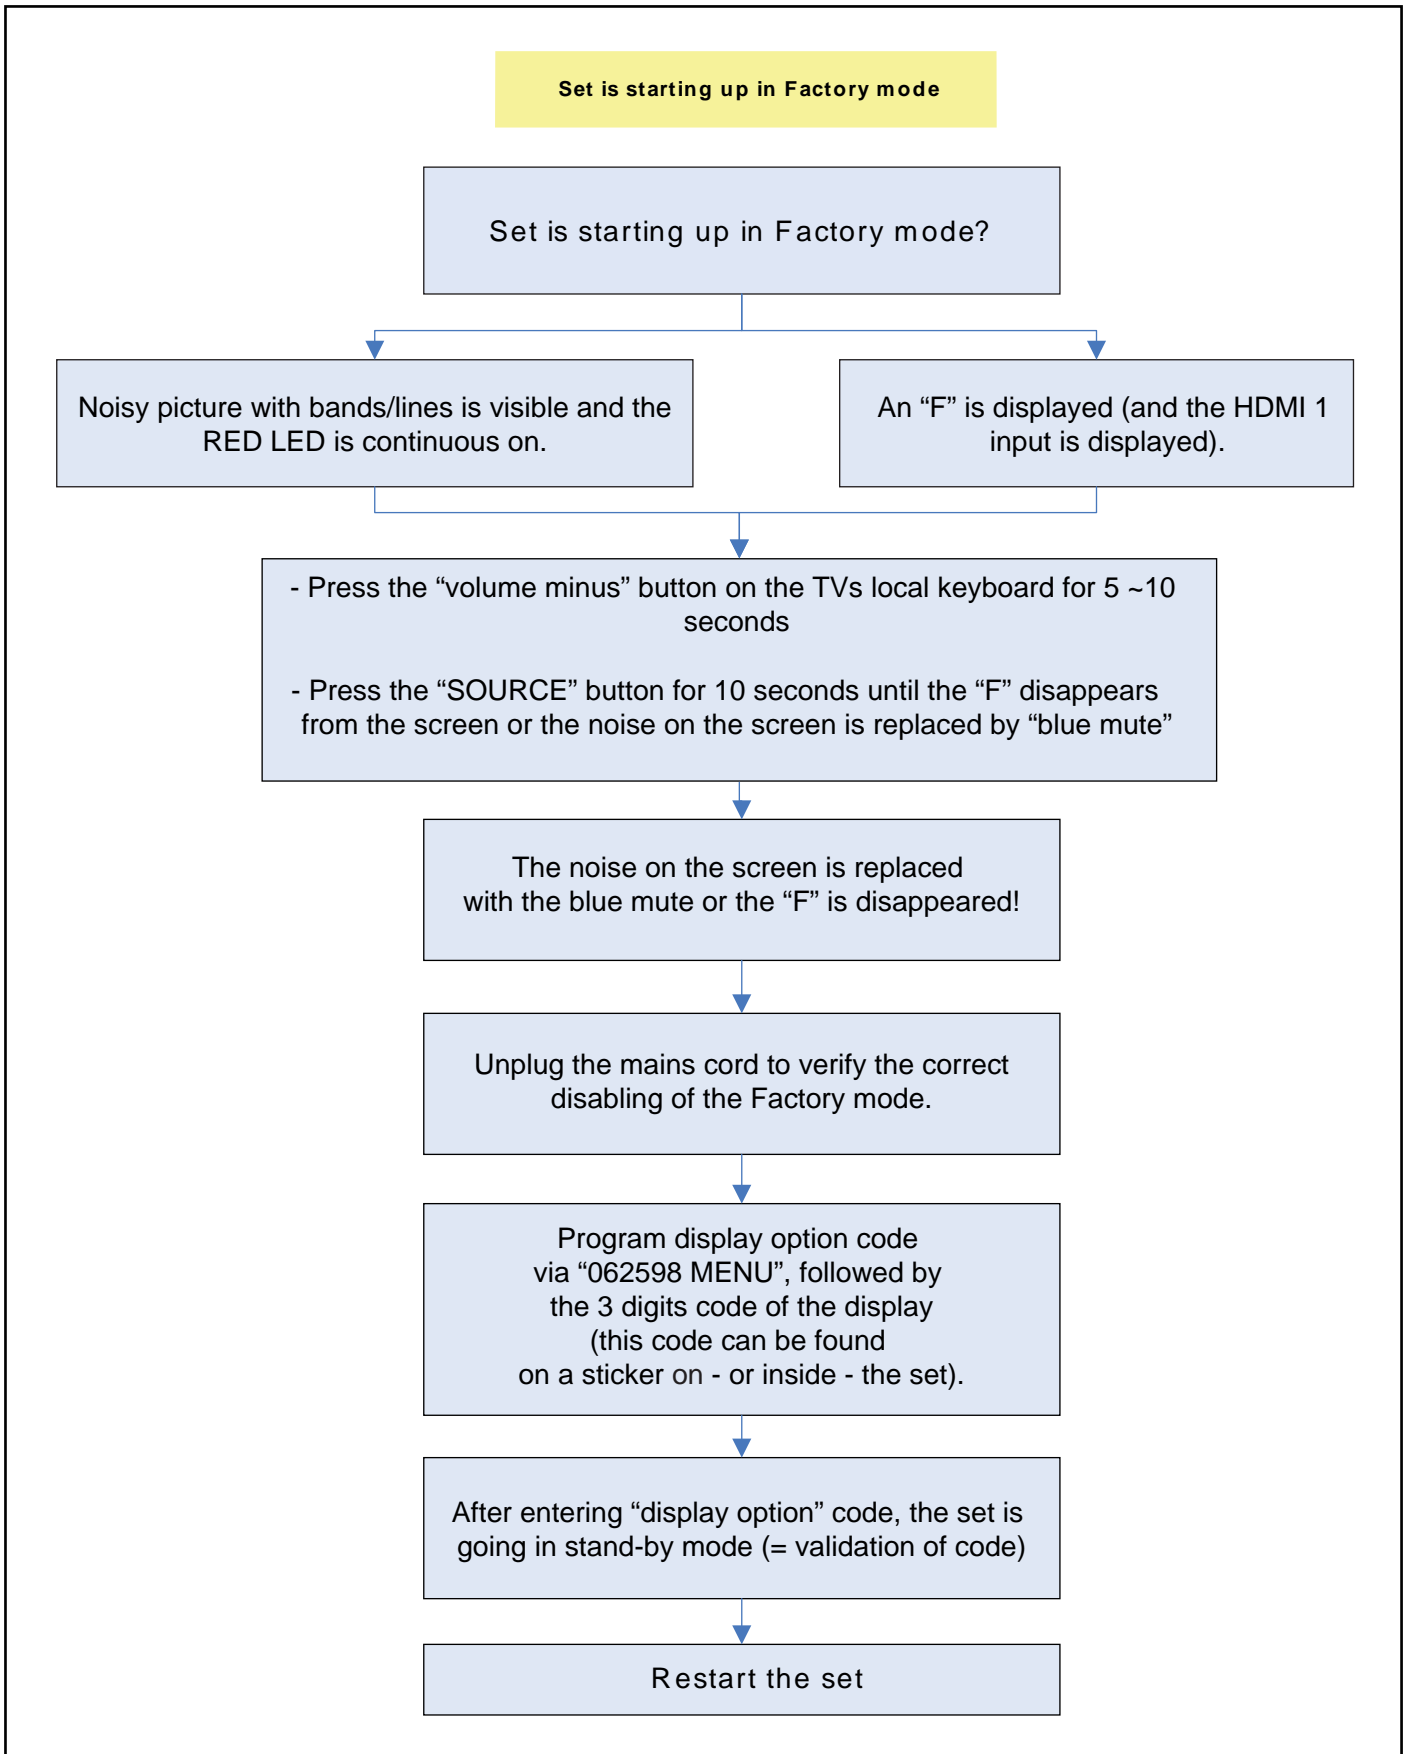 Set is starting up in Factory mode
Set is starting up in Factory mode?
Noisy picture with bands/lines is visible and the
RED LED is continuous on.
An “F” is displayed (and the HDMI 1
input is displayed).
- Press the “volume minus” button on the TVs local keyboard for 5 ~10
seconds
- Press the “SOURCE” button for 10 seconds until the “F” disappears
from the screen or the noise on the screen is replaced by “blue mute”
The noise on the screen is replaced
with the blue mute or the “F” is disappeared!
Unplug the mains cord to verify the correct
disabling of the Factory mode.
Program display option code
via “062598 MENU”, followed by
the 3 digits code of the display
(this code can be found
on a sticker on - or inside - the set).
After entering “display option” code, the set is
going in stand-by mode (= validation of code)
Restart the set